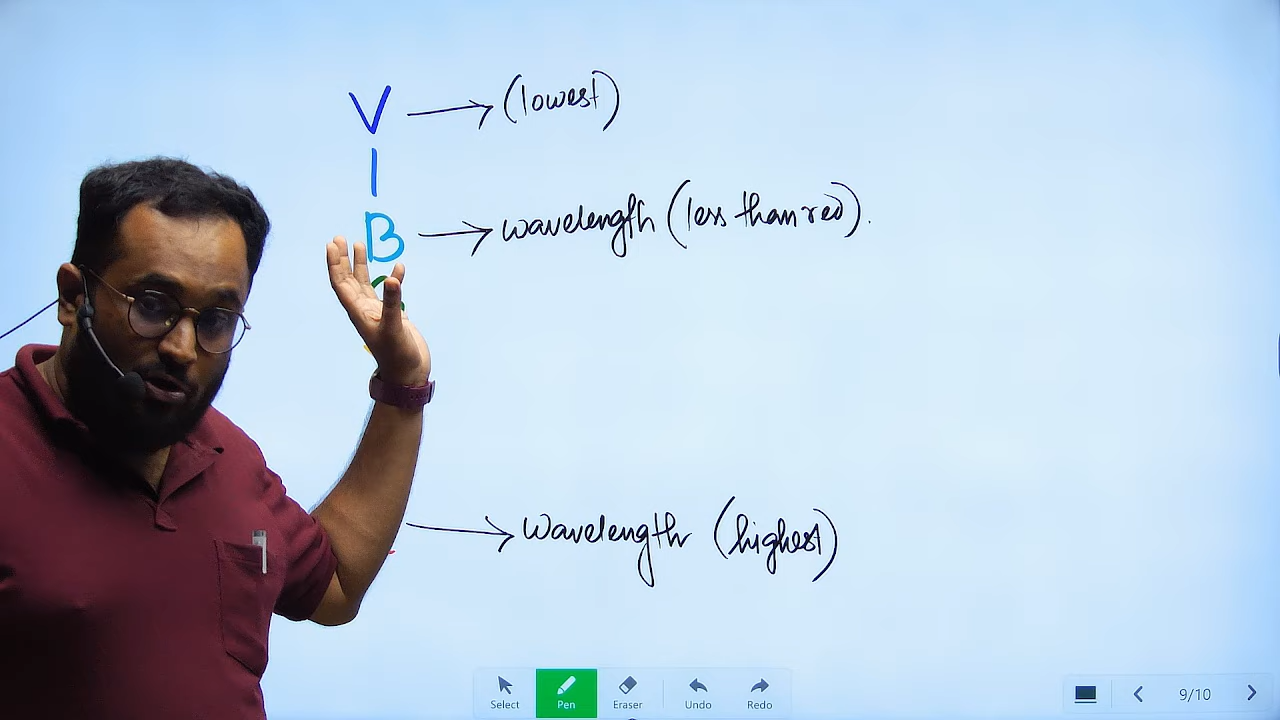 V → (lowest)
I
B → wavelength (less than red).
→ wavelength (highest)
Select Pen Eraser Undo Redo
9/10